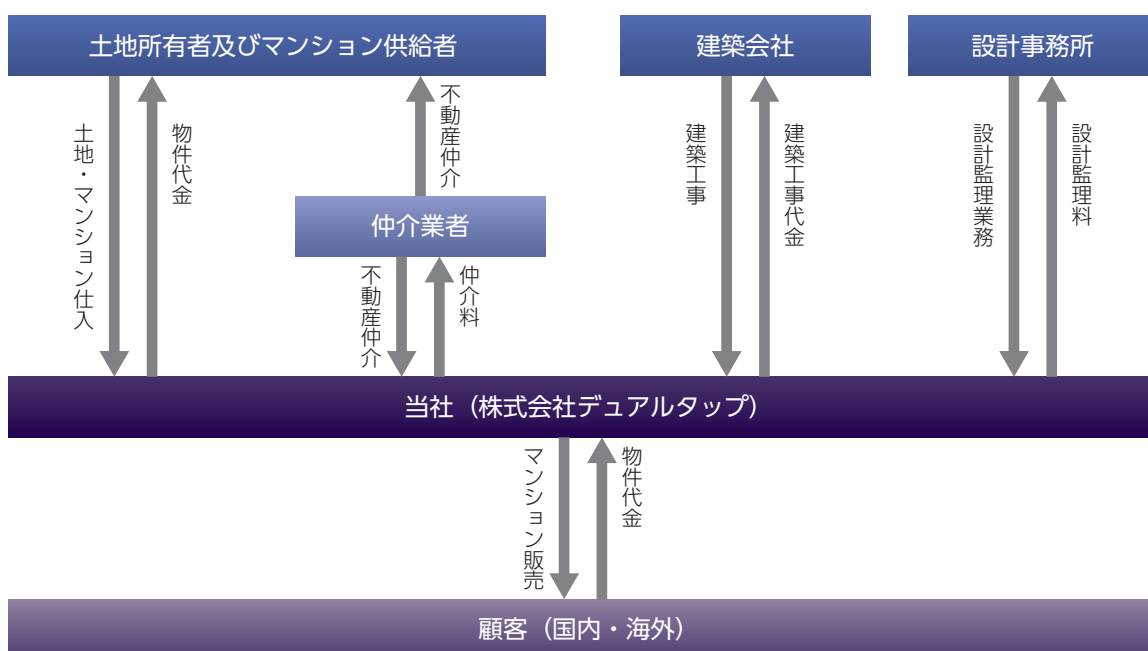 土地所有者及びマンション供給者
建築会社
設計事務所
土地・マンション仕入
物件代金
不動産仲介
仲介業者
不動産仲介
仲介料
建築工事
建築工事代金
設計監理業務
設計監理料
当社（株式会社デュアルタップ）
マンション販売
物件代金
顧客（国内・海外）